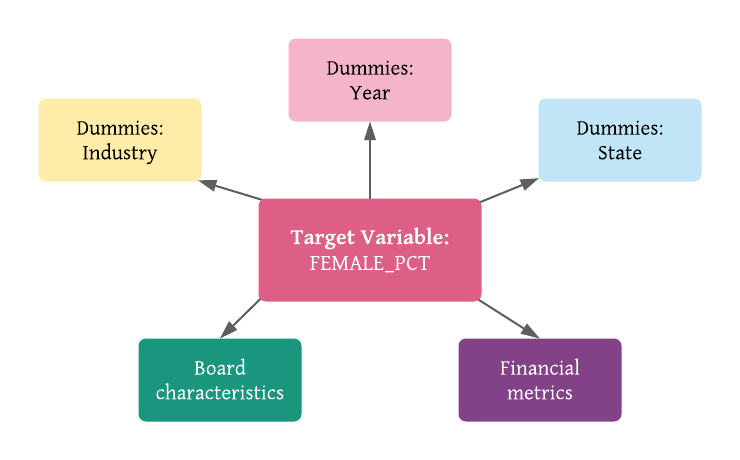 Dummies:
Year
Dummies:
Industry
Dummies:
State
Target Variable:
FEMALE_PCT
Board
characteristics
Financial
metrics